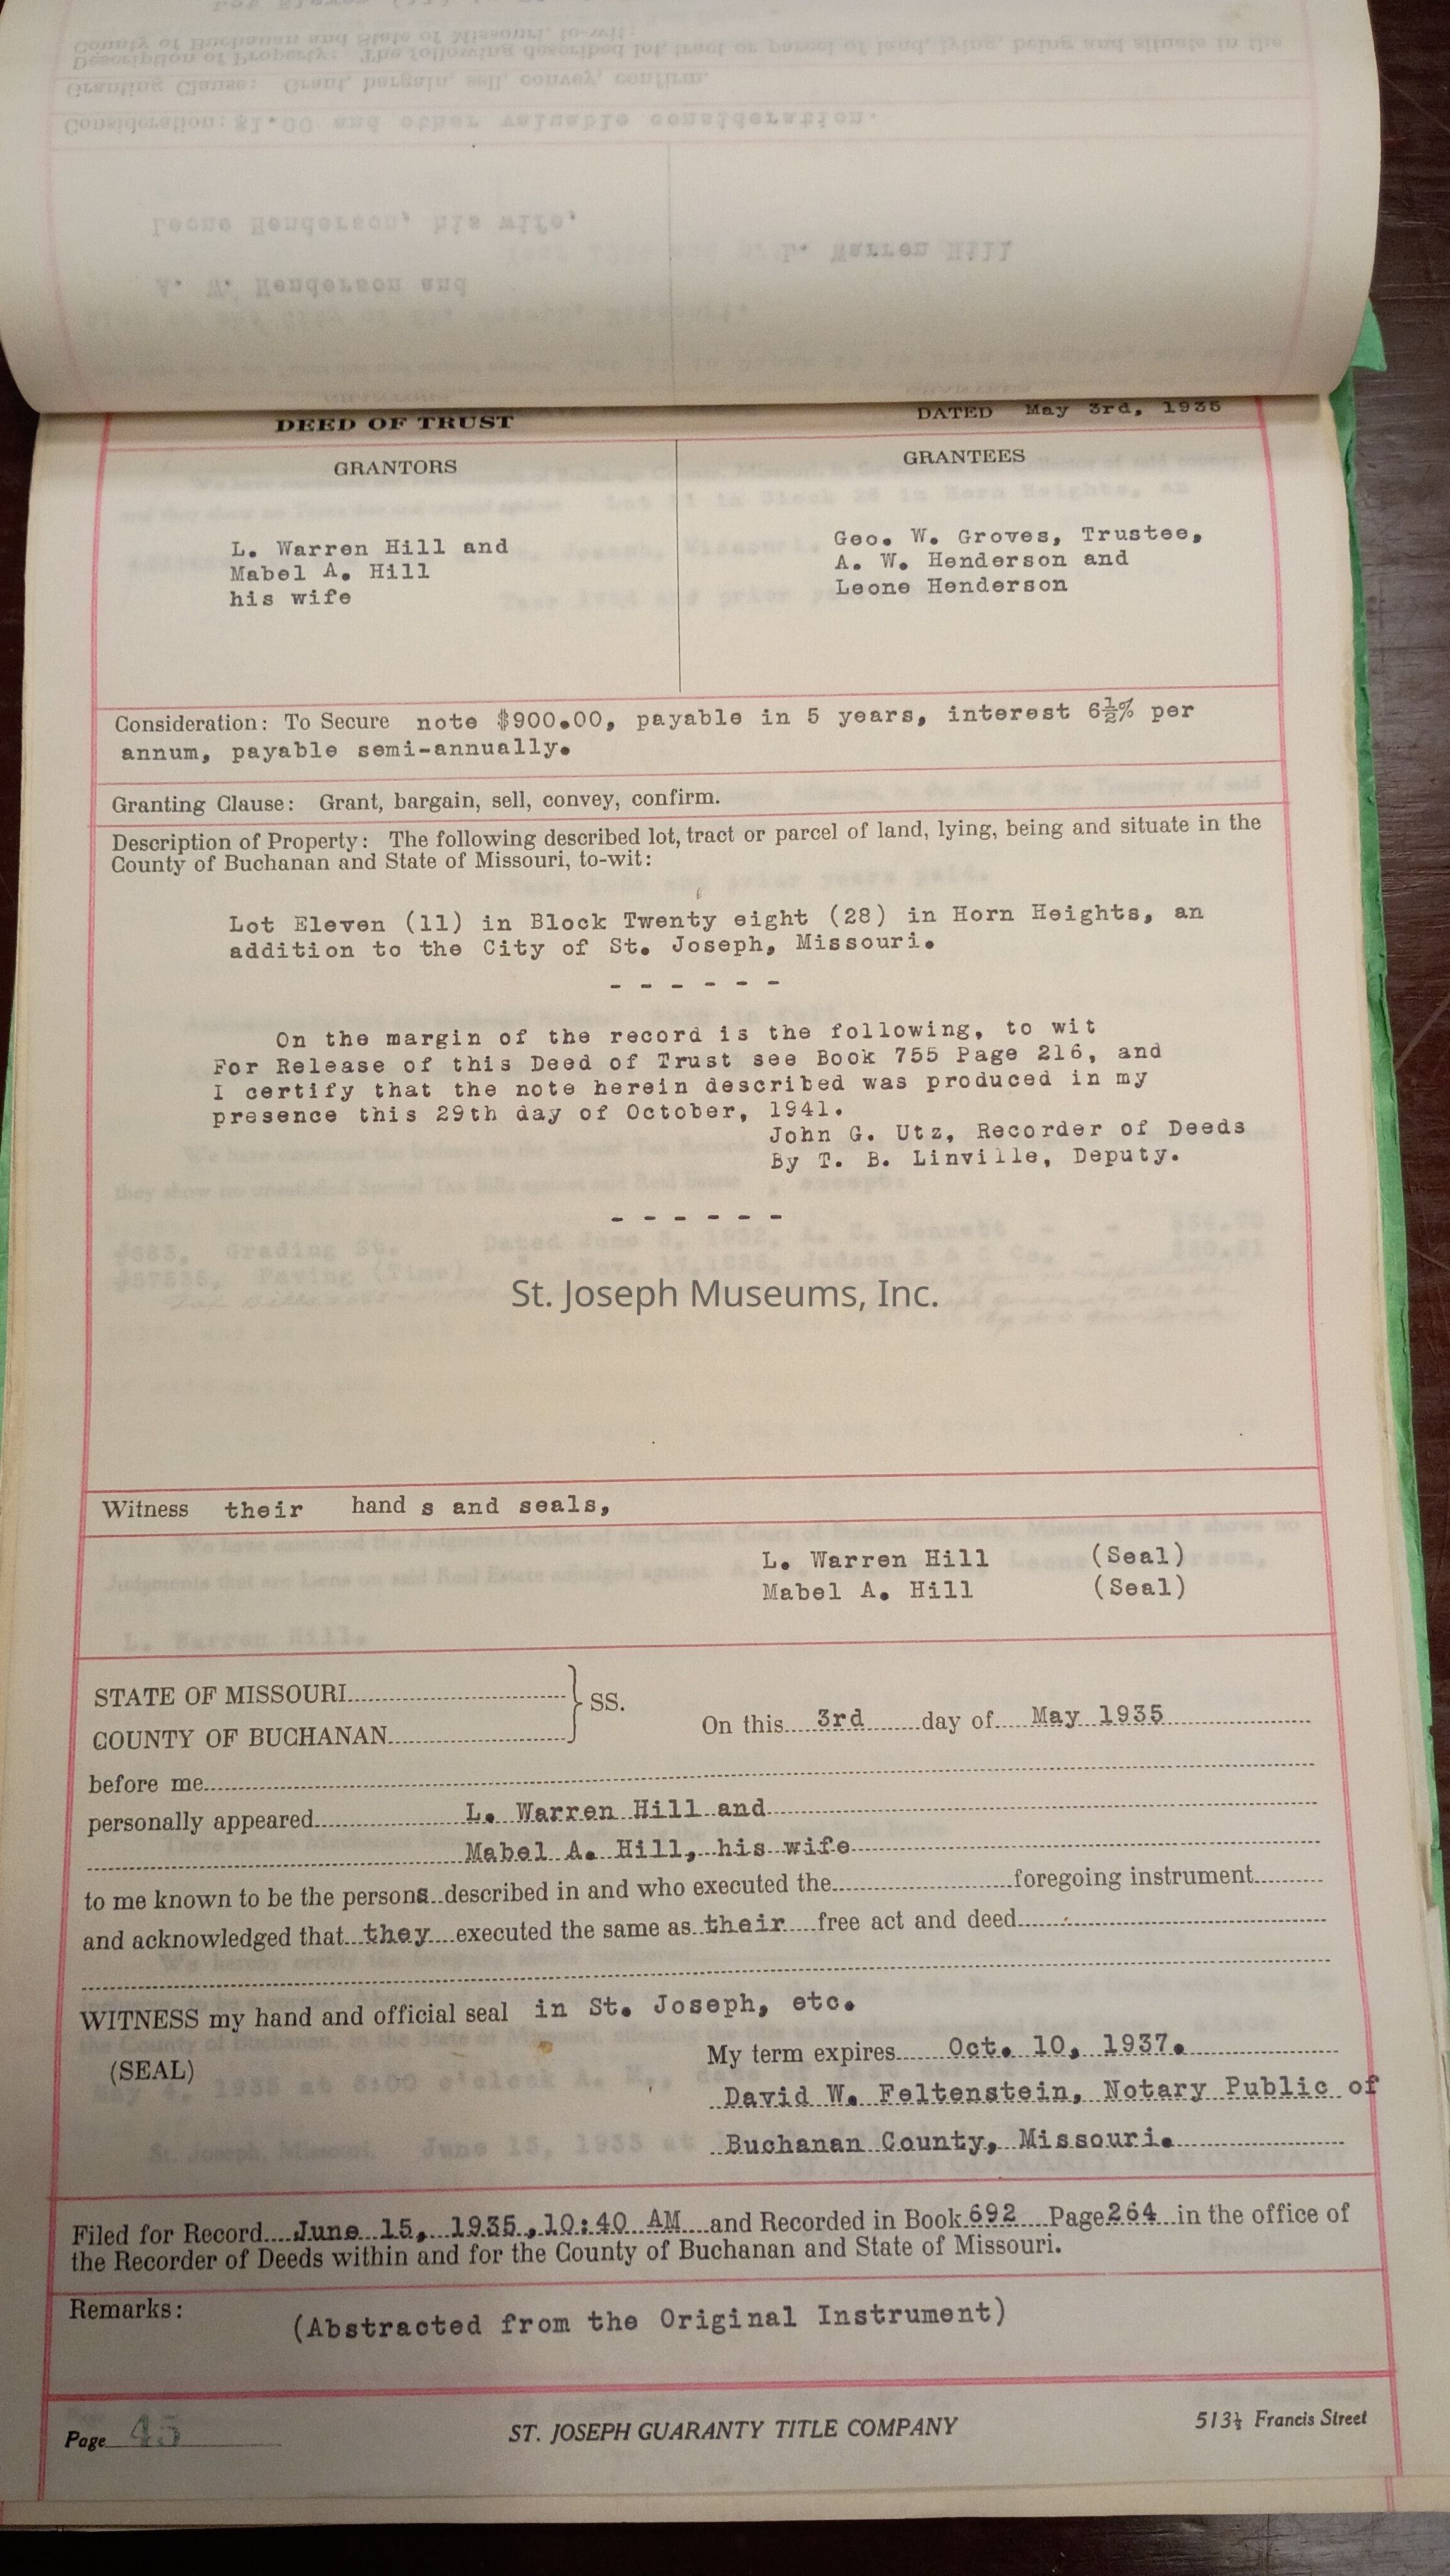 DEED OF TRUST DATED May 3rd, 1935
GRANTORS GRANTEES
L. Warren Hill and
Mabel A. Hill
his wife
Geo. W. Groves, Trustee,
A. W. Henderson and
Leone Henderson
Consideration: To Secure note $900.00, payable in 5 years, interest 6½% per
annum, payable semi-annually.
Granting Clause: Grant, bargain, sell, convey, confirm.
Description of Property: The following described lot, tract or parcel of land, lying, being and situate in the
County of Buchanan and State of Missouri, to-wit:
Lot Eleven (11) in Block Twenty eight (28) in Horn Heights, an
addition to the City of St. Joseph, Missouri.
- - - - - -
On the margin of the record is the following, to wit
For Release of this Deed of Trust see Book 755 Page 216, and
I certify that the note herein described was produced in my
presence this 29th day of October, 1941.
John G. Utz, Recorder of Deeds
By T. B. Linville, Deputy.
- - - - - -
St. Joseph Museums, Inc.
Witness their hand s and seals,
L. Warren Hill (Seal)
Mabel A. Hill (Seal)
STATE OF MISSOURI
COUNTY OF BUCHANAN
SS.
On this 3rd day of May 1935
before me
personally appeared L. Warren Hill and
Mabel A. Hill, his wife
to me known to be the persons described in and who executed the foregoing instrument
and acknowledged that they executed the same as their free act and deed
WITNESS my hand and official seal in St. Joseph, etc.
(SEAL)
My term expires Oct. 10, 1937.
David W. Feltenstein, Notary Public of
Buchanan County, Missouri.
Filed for Record June 15, 1935, 10:40 AM and Recorded in Book 692 Page 264 in the office of
the Recorder of Deeds within and for the County of Buchanan and State of Missouri.
Remarks: (Abstracted from the Original Instrument)
Page 45 ST. JOSEPH GUARANTY TITLE COMPANY 513½ Francis Street